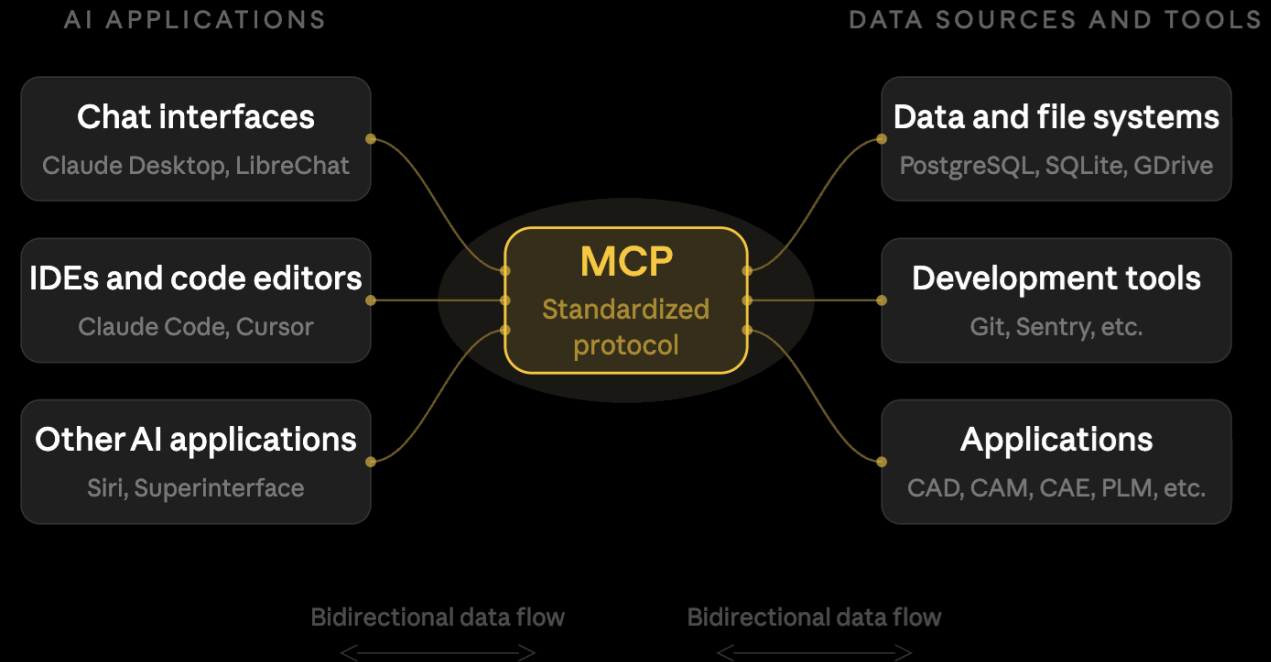 AI APPLICATIONS
DATA SOURCES AND TOOLS
Chat interfaces
Claude Desktop, LibreChat
IDEs and code editors
Claude Code, Cursor
Other AI applications
Siri, Superinterface
MCP
Standardized
protocol
Data and file systems
PostgreSQL, SQLite, GDrive
Development tools
Git, Sentry, etc.
Applications
CAD, CAM, CAE, PLM, etc.
Bidirectional data flow
Bidirectional data flow